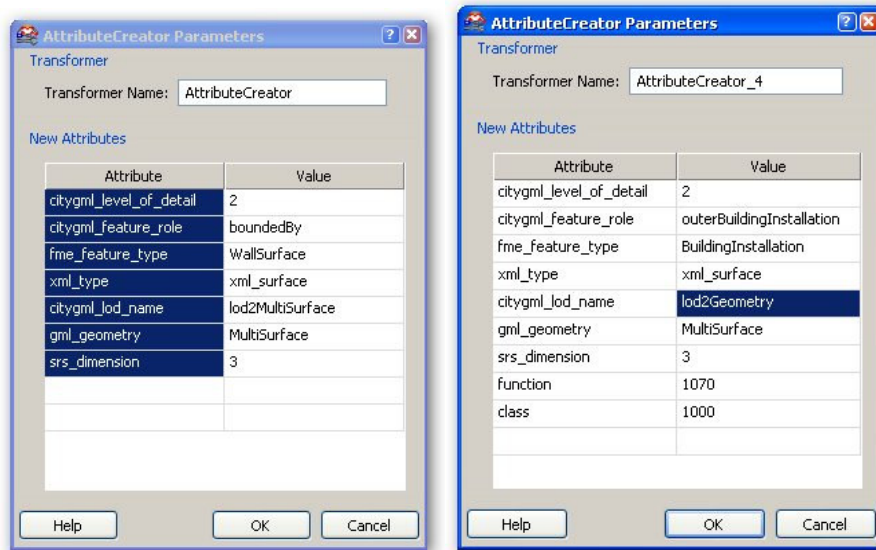 AttributeCreator Parameters
Transformer
Transformer Name: AttributeCreator
New Attributes
Attribute Value
citygml_level_of_detail 2
citygml_feature_role boundedBy
fme_feature_type WallSurface
xml_type xml_surface
citygml_lod_name lod2MultiSurface
gml_geometry MultiSurface
srs_dimension 3
Help OK Cancel
AttributeCreator Parameters
Transformer
Transformer Name: AttributeCreator_4
New Attributes
Attribute Value
citygml_level_of_detail 2
citygml_feature_role outerBuildingInstallation
fme_feature_type BuildingInstallation
xml_type xml_surface
citygml_lod_name lod2Geometry
gml_geometry MultiSurface
srs_dimension 3
function 1070
class 1000
Help OK Cancel